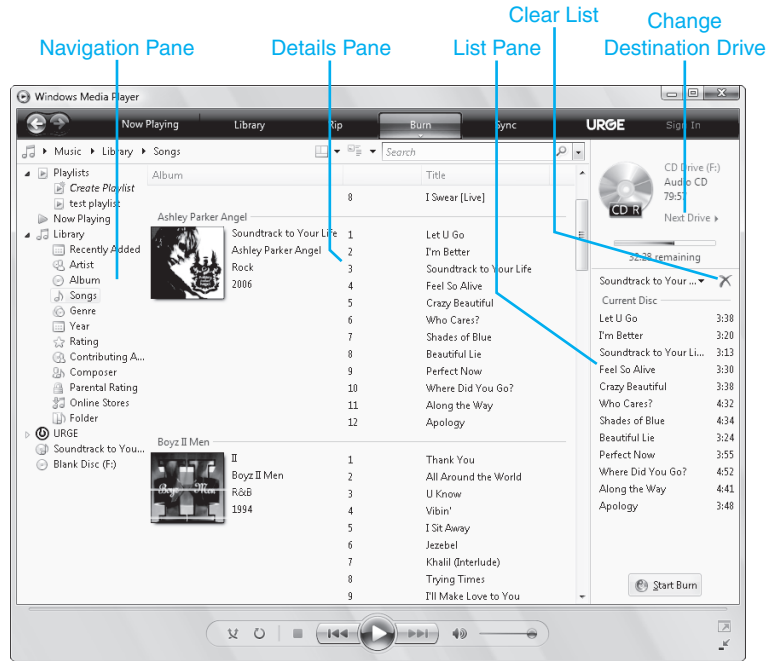 Clear List
Change
Destination Drive
Navigation Pane
Details Pane
List Pane
Windows Media Player
Now Playing
Library
Rip
Burn
Sync
URGE
Sign In
Music
Library
Songs
Search
Playlists
Create Playlist
test playlist
Now Playing
Library
Recently Added
Artist
Album
Songs
Genre
Year
Rating
Contributing A...
Composer
Parental Rating
Online Stores
Folder
URGE
Soundtrack to You...
Blank Disc (F:)
Album
Title
8 I Swear [Live]
Ashley Parker Angel
Soundtrack to Your Life
Ashley Parker Angel
Rock
2006
1 Let U Go
2 I'm Better
3 Soundtrack to Your Life
4 Feel So Alive
5 Crazy Beautiful
6 Who Cares?
7 Shades of Blue
8 Beautiful Lie
9 Perfect Now
10 Where Did You Go?
11 Along the Way
12 Apology
Boyz II Men
II
Boyz II Men
R&B
1994
1 Thank You
2 All Around the World
3 U Know
4 Vibin'
5 I Sit Away
6 Jezebel
7 Khalil (Interlude)
8 Trying Times
9 I'll Make Love to You
CD R
CD Drive (F:)
Audio CD
79:57
Next Drive
32:28 remaining
Soundtrack to Your ...
Current Disc
Let U Go 3:38
I'm Better 3:20
Soundtrack to Your Li... 3:13
Feel So Alive 3:30
Crazy Beautiful 3:38
Who Cares? 4:32
Shades of Blue 4:34
Beautiful Lie 3:24
Perfect Now 3:55
Where Did You Go? 4:52
Along the Way 4:41
Apology 3:48
Start Burn